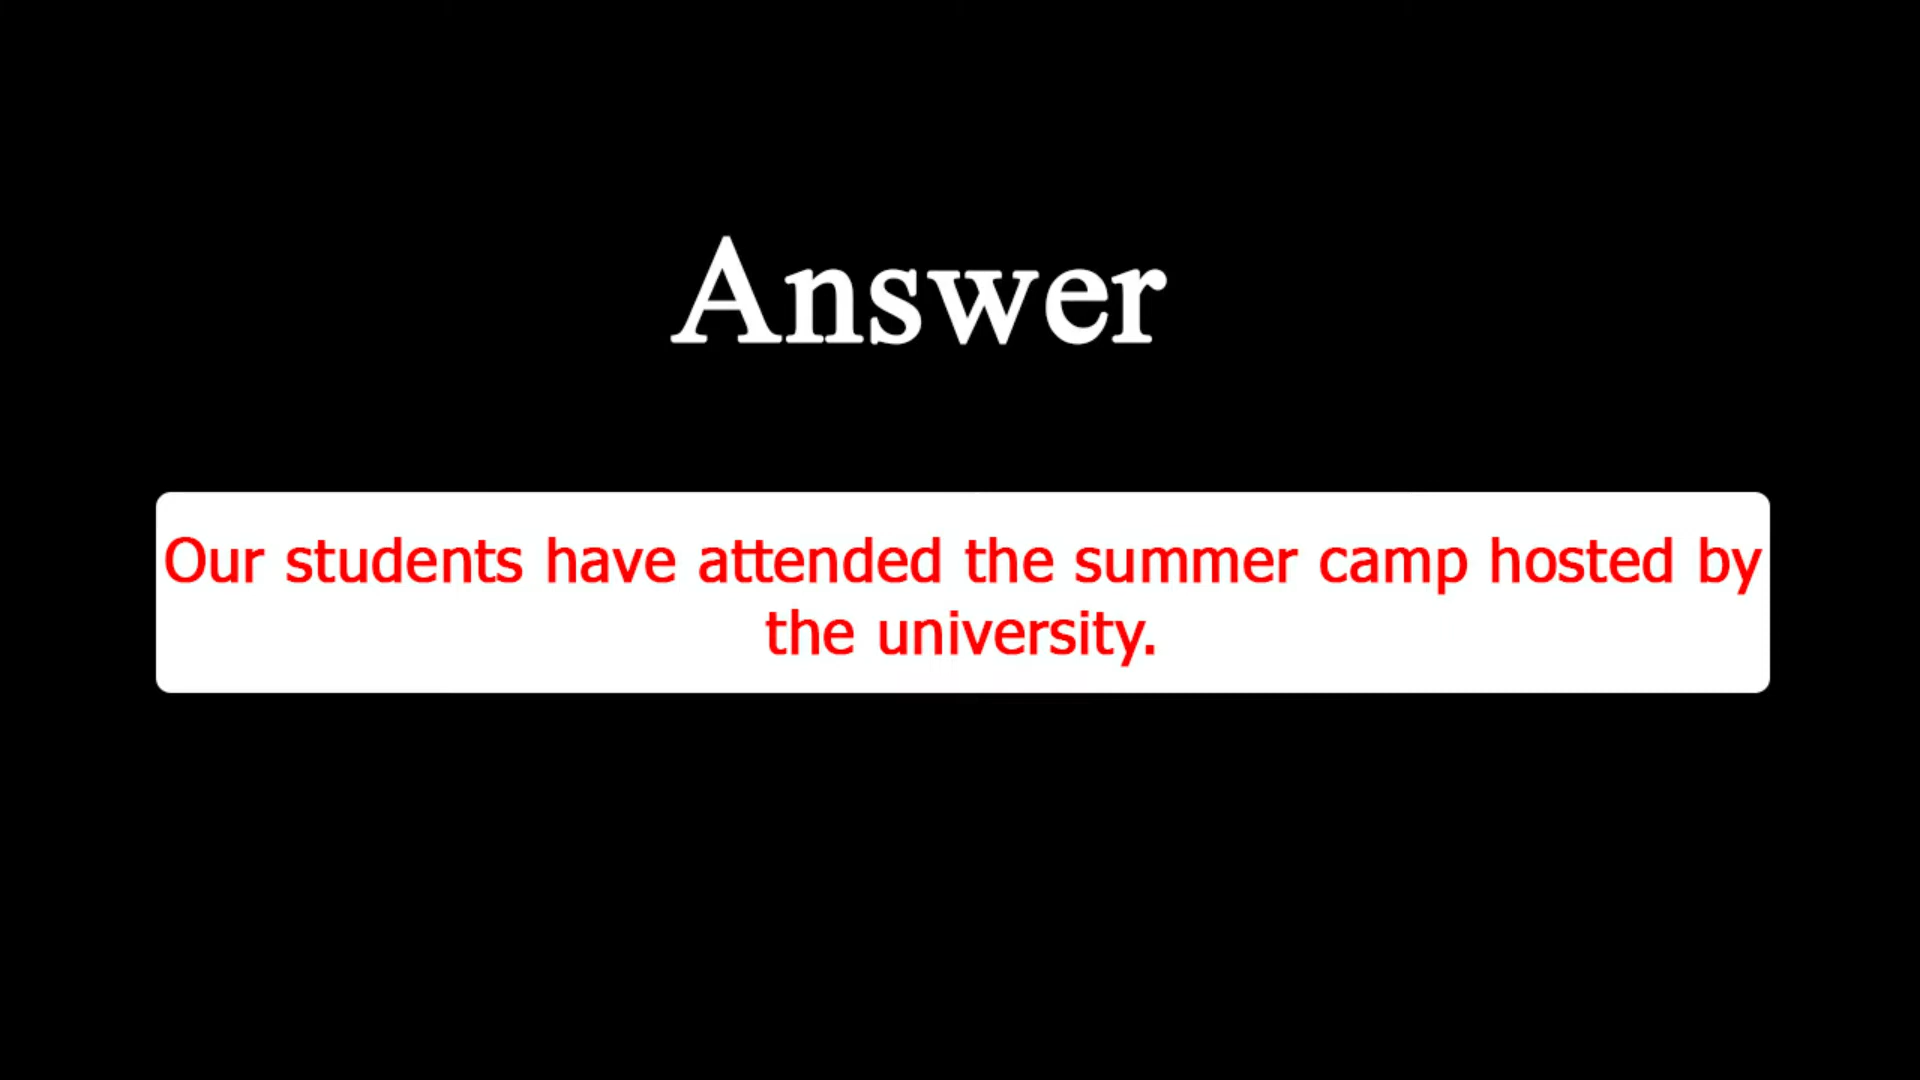 Answer
Our students have attended the summer camp hosted by
the university.